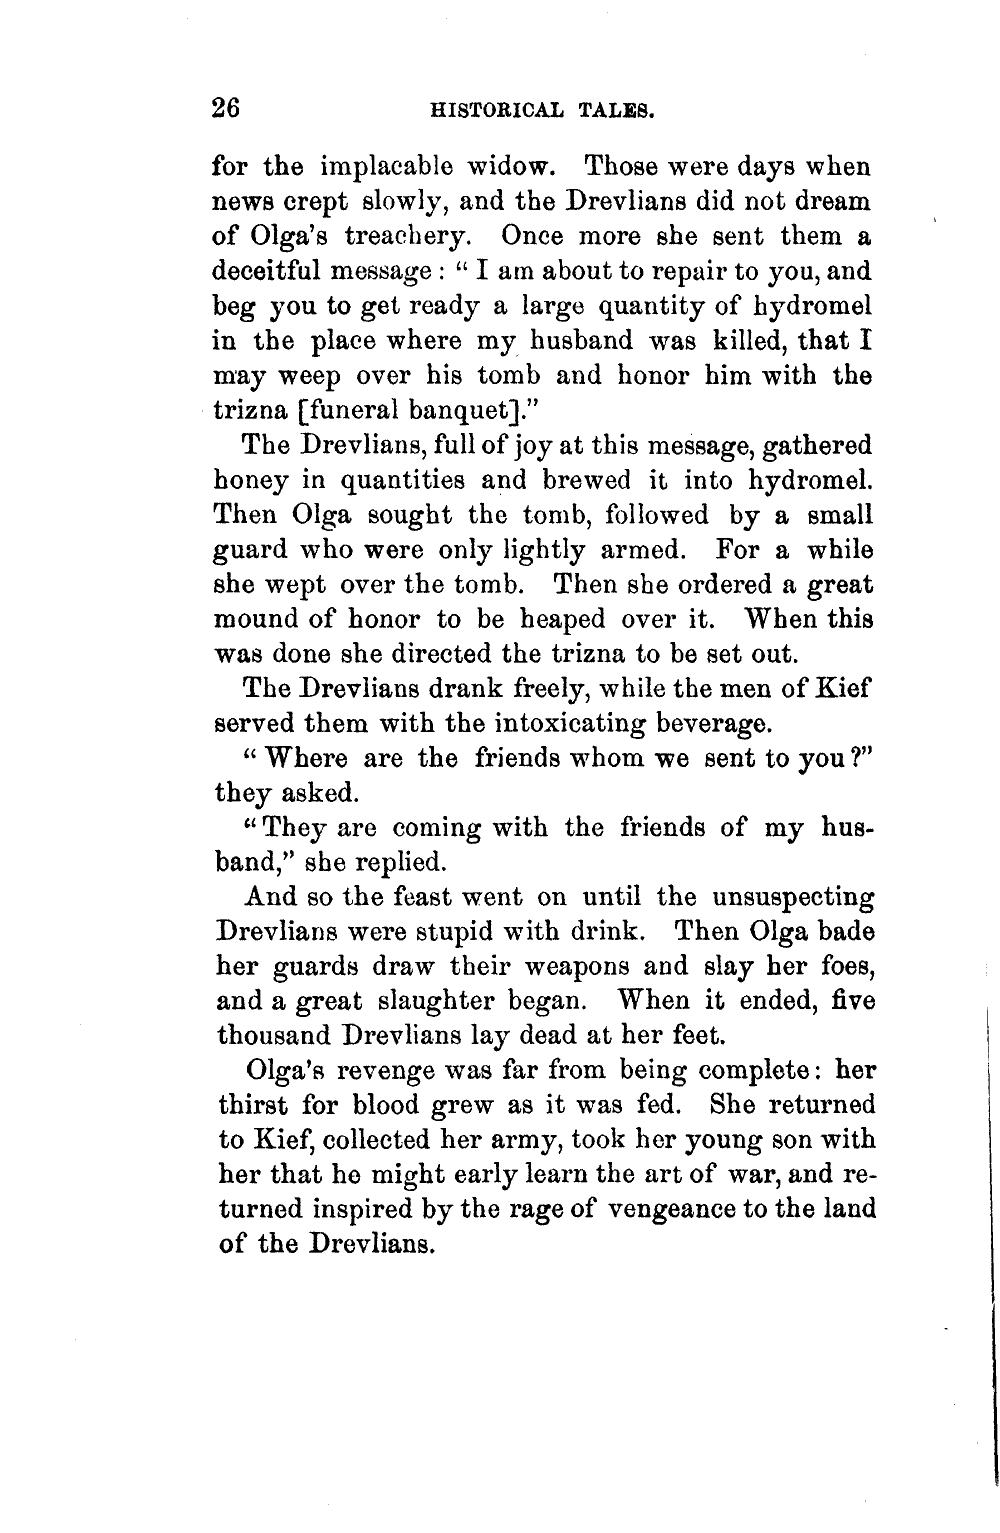 26 HISTORICAL TALES.
for the implacable widow. Those were days when
news crept slowly, and the Drevlians did not dream
of Olga's treachery. Once more she sent them a
deceitful message : “ I am about to repair to you, and
beg you to get ready a large quantity of hydromel
in the place where my husband was killed, that I
may weep over his tomb and honor him with the
trizna [funeral banquet].”
The Drevlians, full of joy at this message, gathered
honey in quantities and brewed it into hydromel.
Then Olga sought the tomb, followed by a small
guard who were only lightly armed. For a while
she wept over the tomb. Then she ordered a great
mound of honor to be heaped over it. When this
was done she directed the trizna to be set out.
The Drevlians drank freely, while the men of Kief
served them with the intoxicating beverage.
“ Where are the friends whom we sent to you ?”
they asked.
“ They are coming with the friends of my hus-
band,” she replied.
And so the feast went on until the unsuspecting
Drevlians were stupid with drink. Then Olga bade
her guards draw their weapons and slay her foes,
and a great slaughter began. When it ended, five
thousand Drevlians lay dead at her feet.
Olga's revenge was far from being complete : her
thirst for blood grew as it was fed. She returned
to Kief, collected her army, took her young son with
her that he might early learn the art of war, and re-
turned inspired by the rage of vengeance to the land
of the Drevlians.